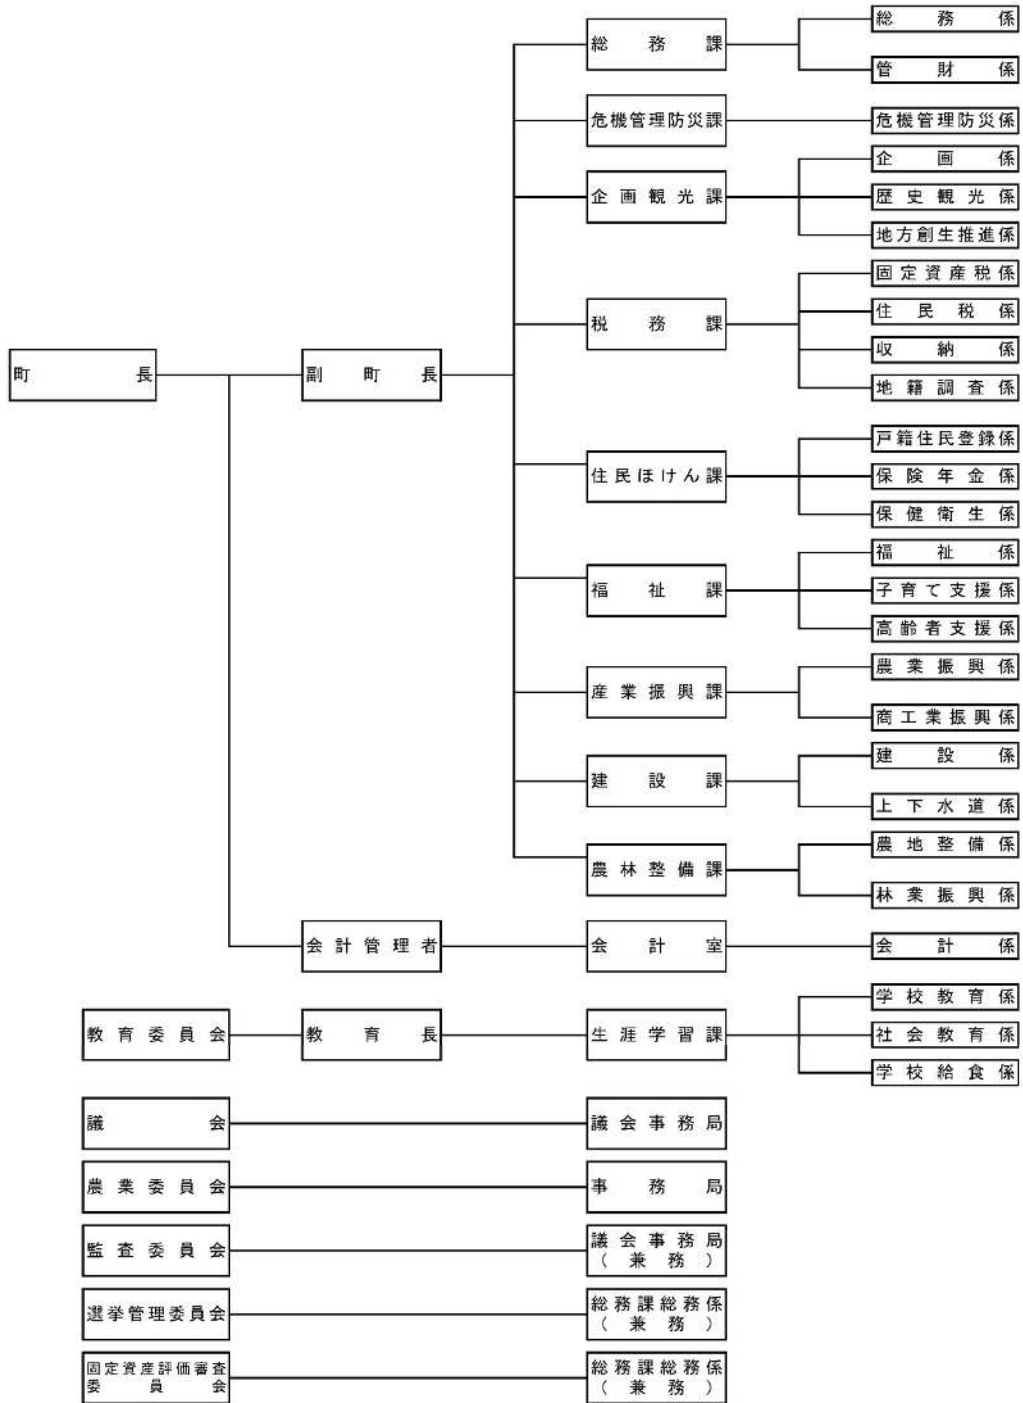 町長
副町長
総務課
総務係
管財係
危機管理防災課
危機管理防災係
企画観光課
企画係
歴史観光係
地方創生推進係
税務課
固定資産税係
住民税係
収納係
地籍調査係
住民ほけん課
戸籍住民登録係
保険年金係
保健衛生係
福祉課
福祉係
子育て支援係
高齢者支援係
産業振興課
農業振興係
商工業振興係
建設課
建設係
上下水道係
農林整備課
農地整備係
林業振興係
会計管理者
会計室
会計係
教育委員会
教育長
生涯学習課
学校教育係
社会教育係
学校給食係
議会
議会事務局
農業委員会
事務局
監査委員会
議会事務局
（兼務）
選挙管理委員会
総務課総務係
（兼務）
固定資産評価審査
委員会
総務課総務係
（兼務）